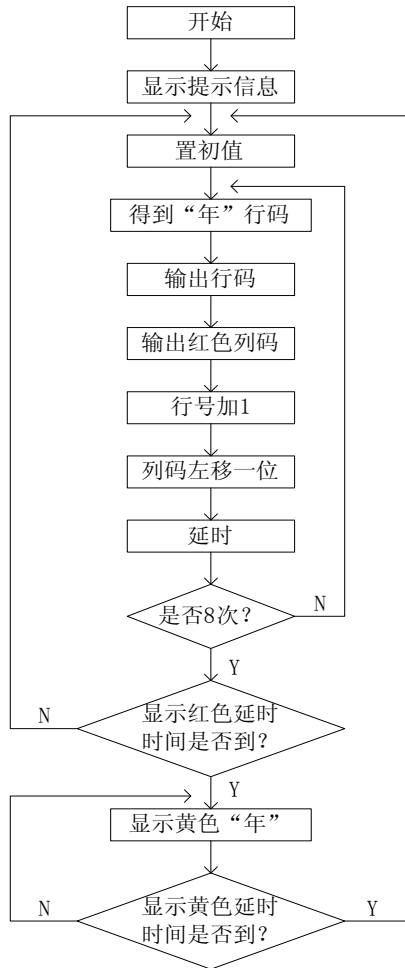 开始
显示提示信息
置初值
得到“年”行码
输出行码
输出红色列码
行号加1
列码左移一位
延时
是否8次？
N
Y
N
显示红色延时
时间是否到？
Y
显示黄色“年”
N
显示黄色延时
时间是否到？
Y